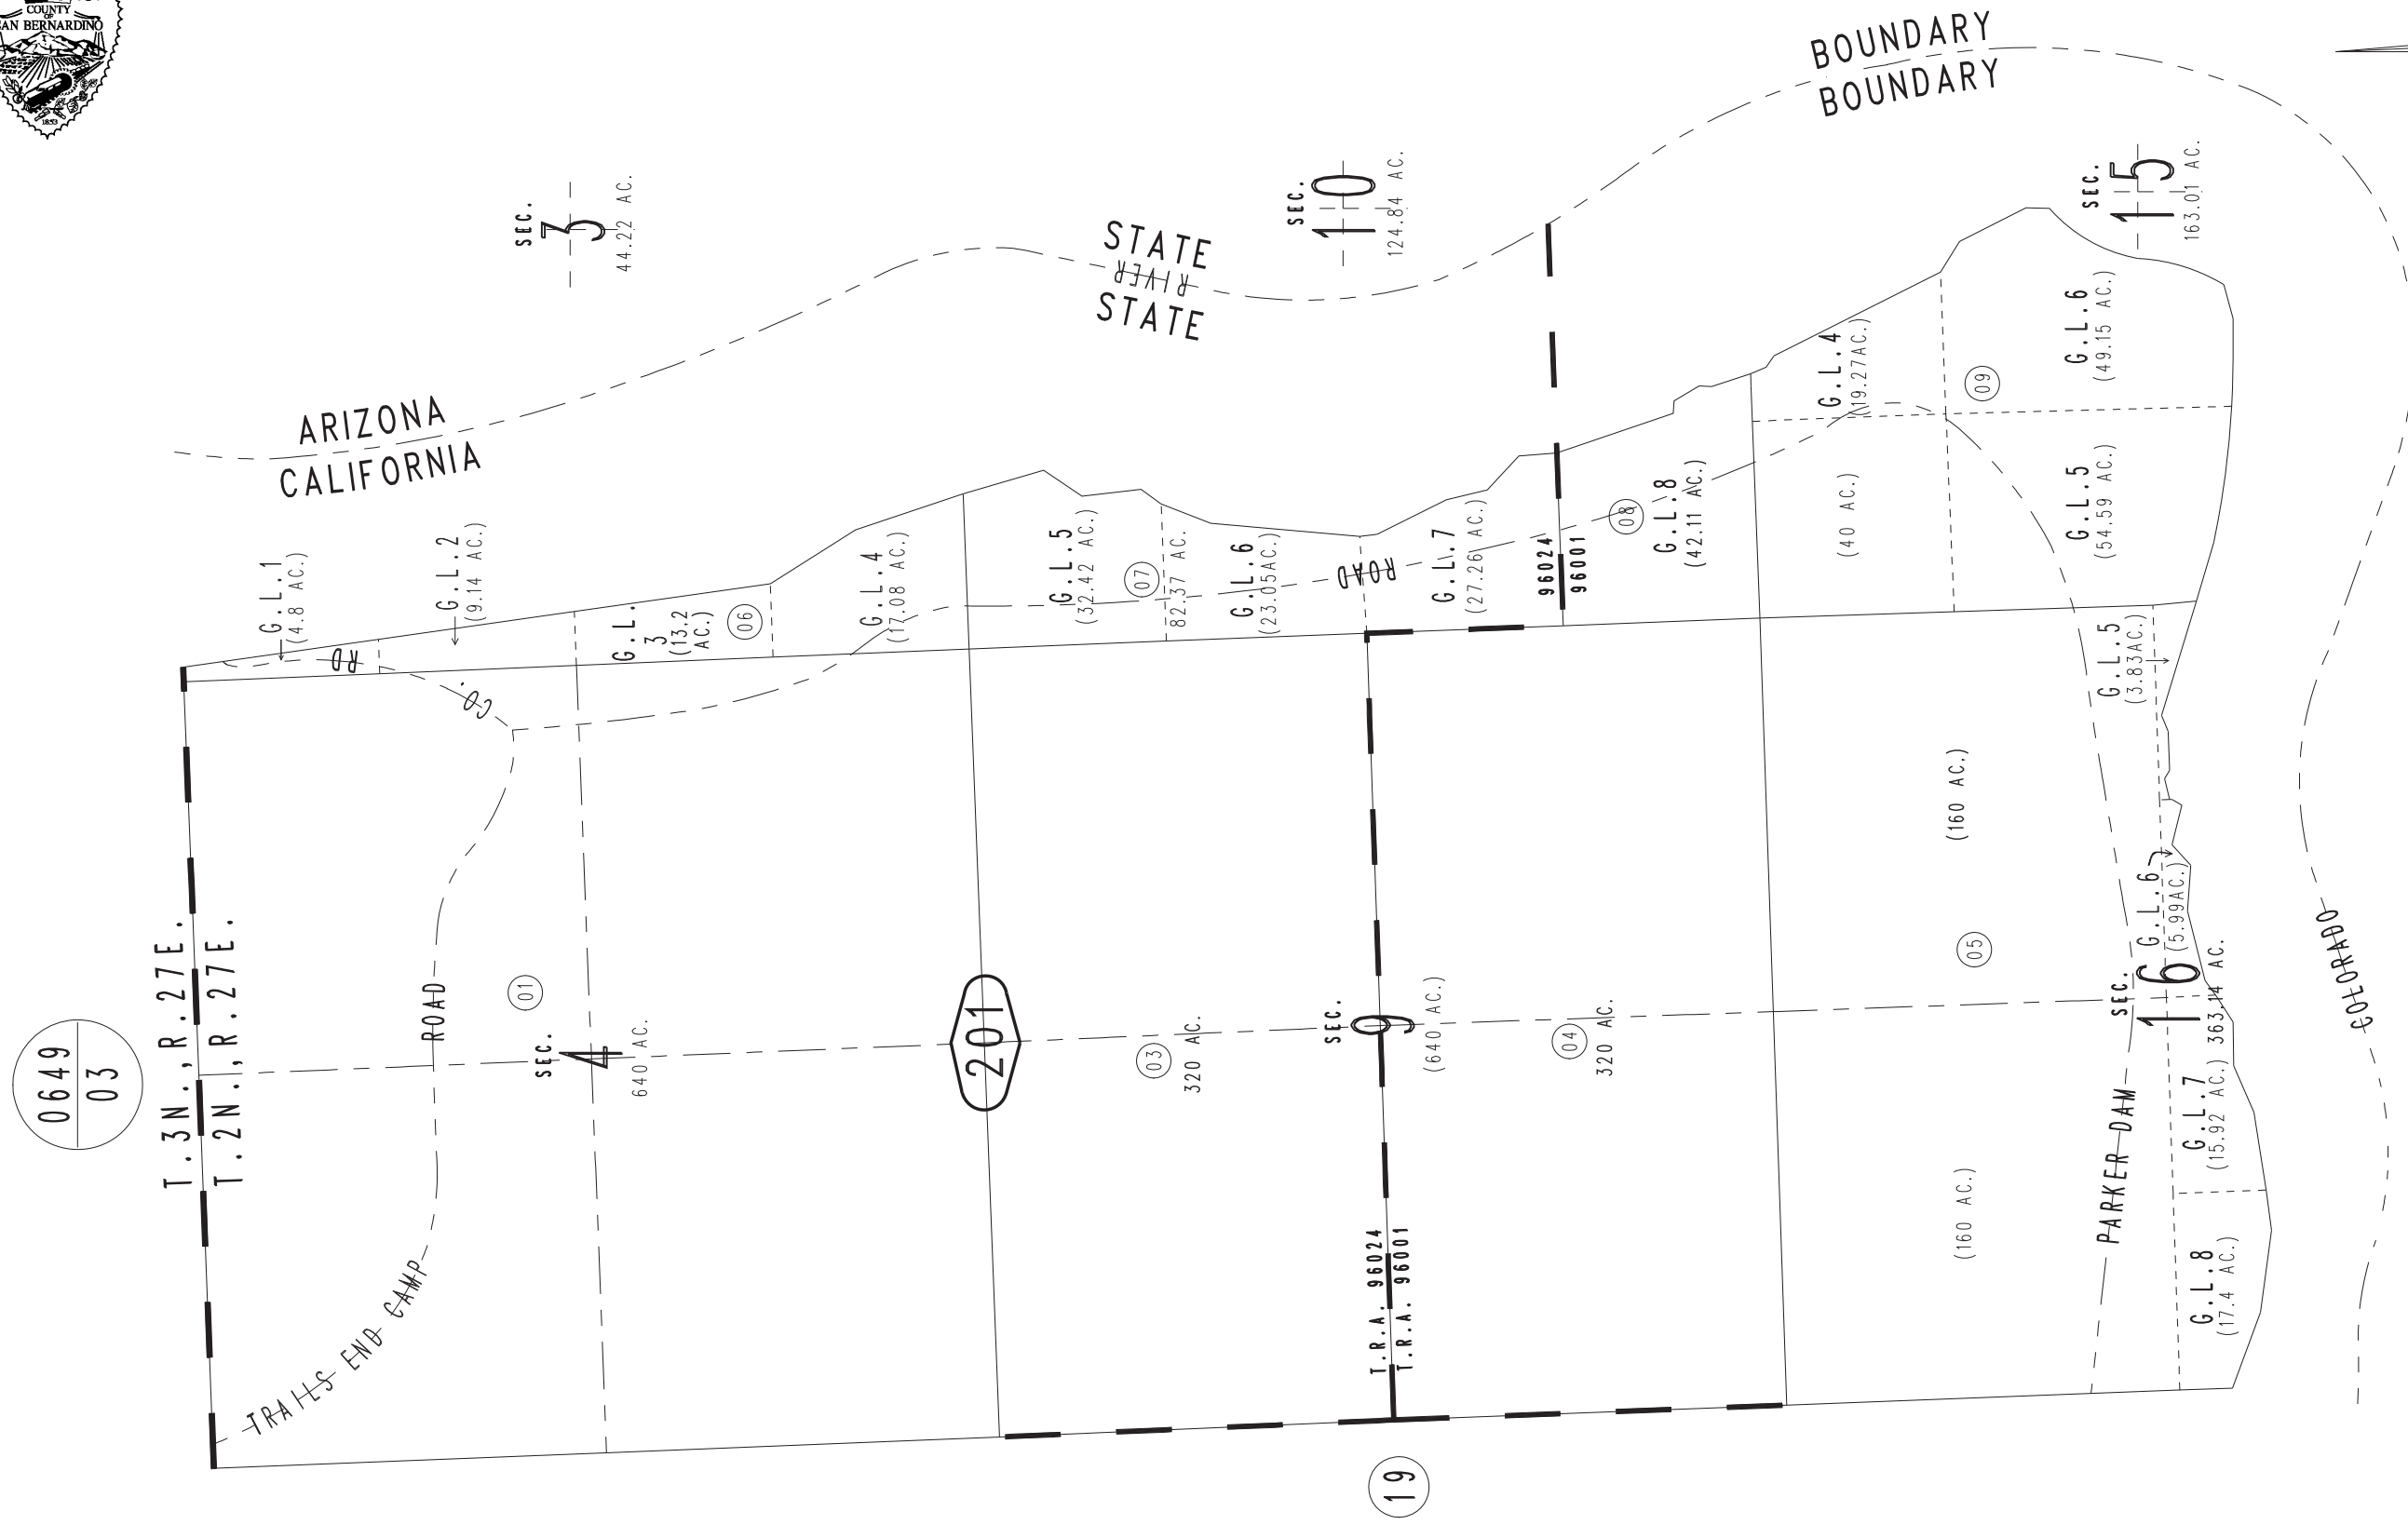 COUNTY
OF
SAN BERNARDINO
1853
0649
03
T.3N., R.27E.
T.2N., R.27E.
ARIZONA
CALIFORNIA
STATE
RIVER
STATE
BOUNDARY
BOUNDARY
SEC.
3
44.22 AC.
SEC.
10
124.84 AC.
SEC.
15
163.01 AC.
G.L.1
(4.8 AC.)
G.L.2
(9.14 AC.)
G.L.
3
(13.2
AC.)
06
G.L.4
(17.08 AC.)
G.L.5
(32.42 AC.)
07
82.37 AC.
G.L.6
(23.05AC.)
ROAD
G.L.7
(27.26 AC.)
96024
96001
08
G.L.8
(42.11 AC.)
G.L.4
(19.27AC.)
(40 AC.)
09
G.L.6
(49.15 AC.)
G.L.5
(54.59 AC.)
RD
CO.
TRAILS END CAMP
ROAD
01
SEC.
4
640 AC.
201
03
320 AC.
SEC.
9
(640 AC.)
04
320 AC.
T.R.A. 96024
T.R.A. 96001
19
(160 AC.)
(160 AC.)
05
SEC.
16
363.14 AC.
G.L.5
(3.83AC.)
G.L.6
(5.99AC.)
G.L.7
(15.92 AC.)
G.L.8
(17.4 AC.)
PARKER DAM
COLORADO